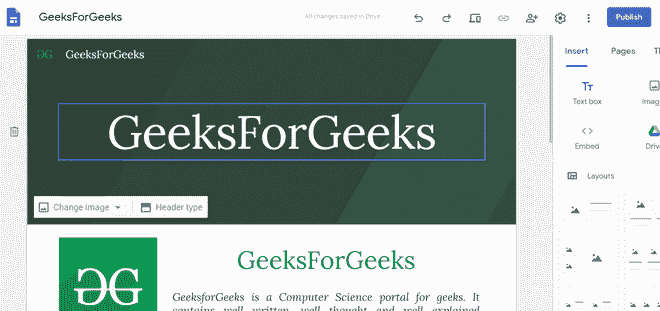 GeeksForGeeks
All changes saved in Drive
Publish
GeeksForGeeks
Insert
Pages
Th
GeeksForGeeks
Text box
Imag
Embed
Drive
Change image
Header type
Layouts
GeeksForGeeks
GeeksforGeeks is a Computer Science portal for geeks. It
contains well written, well thought and well explained